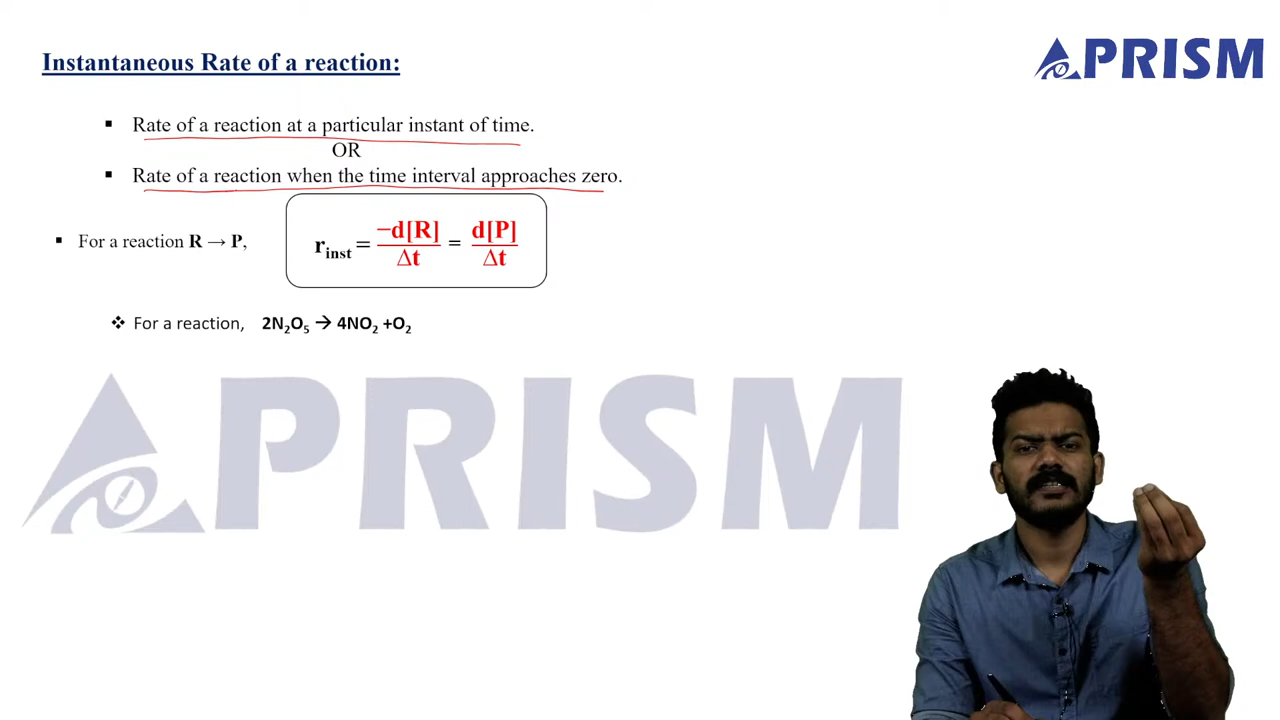 Instantaneous Rate of a reaction:
PRISM
▪ Rate of a reaction at a particular instant of time.
OR
▪ Rate of a reaction when the time interval approaches zero.
▪ For a reaction R → P,
r_inst = −d[R]/Δt = d[P]/Δt
❖ For a reaction, 2N₂O₅ → 4NO₂ +O₂
PRISM